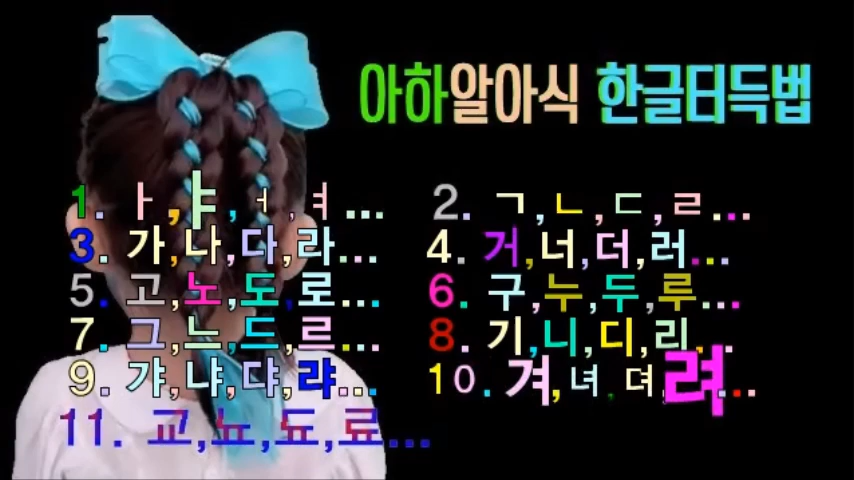 아하알아식 한글터득법
1. ㅏ,ㅑ,ㅓ,ㅕ...
2. ㄱ,ㄴ,ㄷ,ㄹ...
3. 가,나,다,라...
4. 거,너,더,러...
5. 고,노,도,로...
6. 구,누,두,루...
7. 그,느,드,르...
8. 기,니,디,리...
9. 갸,냐,댜,랴...
10. 겨,녀,뎌,려...
11. 교,뇨,됴,료...